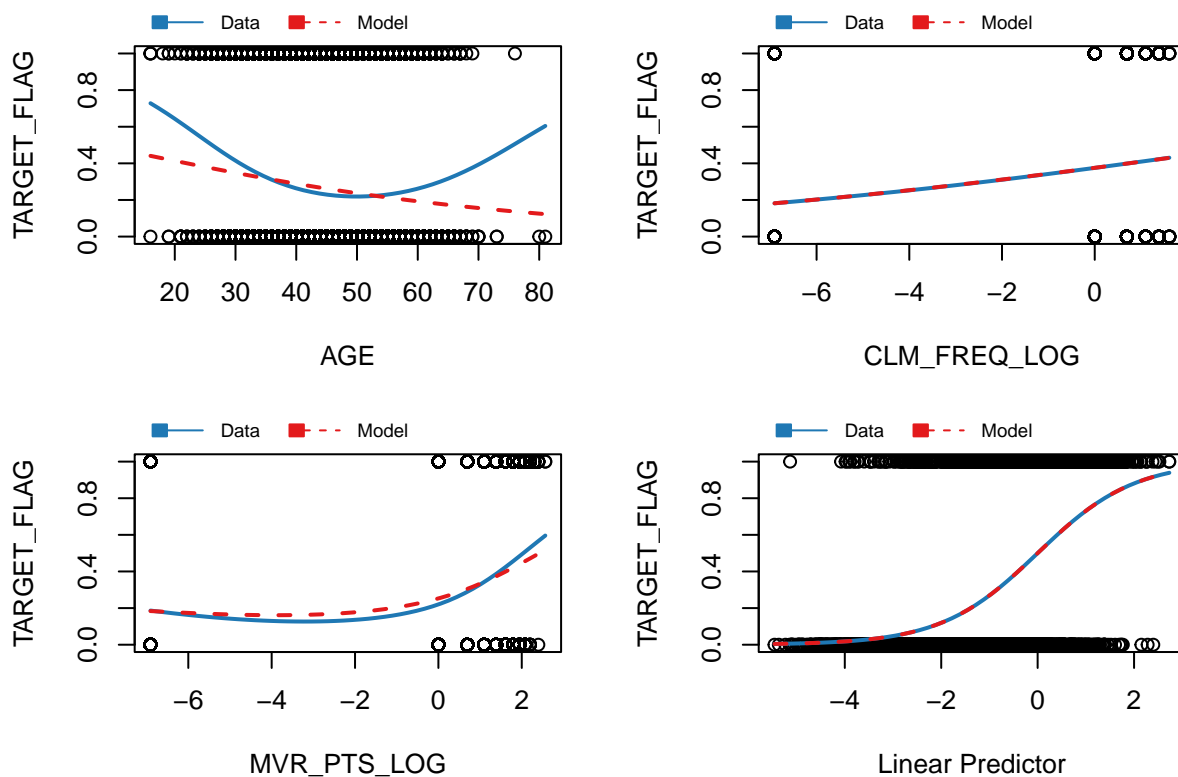 Data Model
TARGET_FLAG
0.0 0.4 0.8
20 30 40 50 60 70 80
AGE
Data Model
TARGET_FLAG
0.0 0.4 0.8
−6 −4 −2 0
CLM_FREQ_LOG
Data Model
TARGET_FLAG
0.0 0.4 0.8
−6 −4 −2 0 2
MVR_PTS_LOG
Data Model
TARGET_FLAG
0.0 0.4 0.8
−4 −2 0 2
Linear Predictor